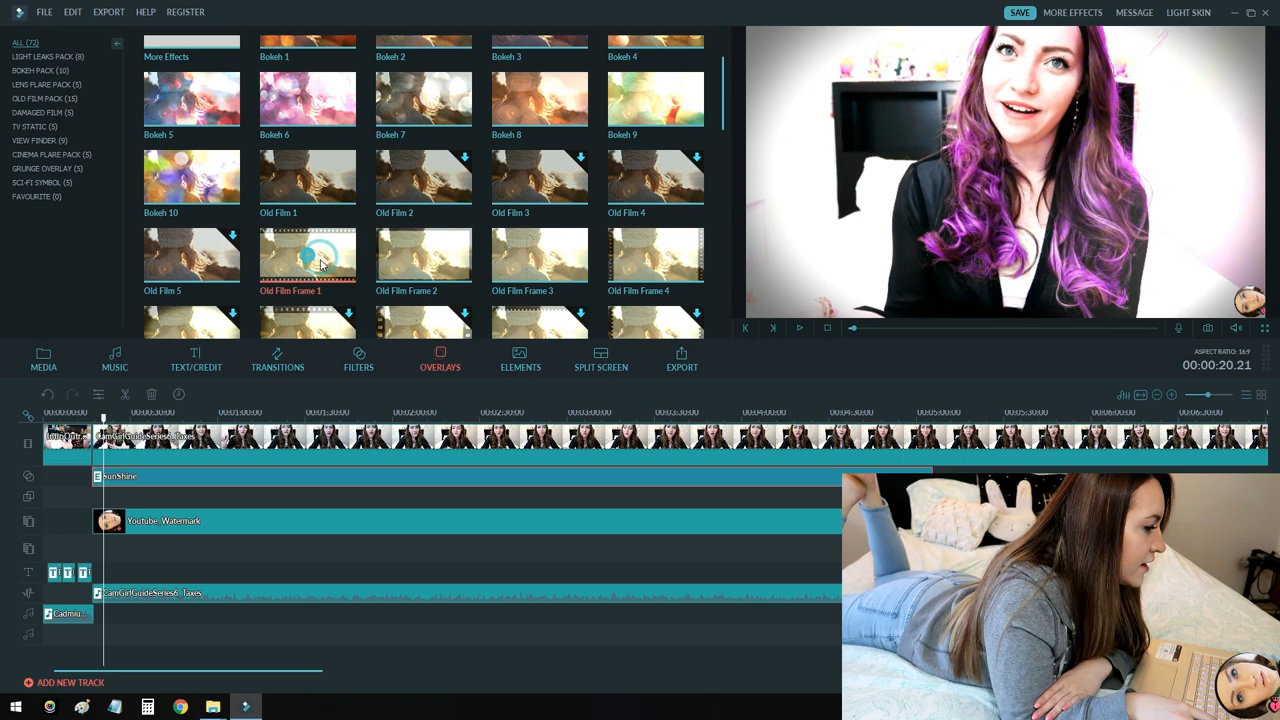 FILE EDIT EXPORT HELP REGISTER
SAVE MORE EFFECTS MESSAGE LIGHT SKIN
ALL (72)
LIGHT LEAKS PACK (8)
BOKEH PACK (10)
LENS FLARE PACK (5)
OLD FILM PACK (15)
DAMAGED FILM (5)
TV STATIC (5)
VIEW FINDER (9)
CINEMA FLARE PACK (5)
GRUNGE OVERLAY (5)
SCI-FI SYMBOL (5)
FAVOURITE (0)
More Effects Bokeh 1 Bokeh 2 Bokeh 3 Bokeh 4
Bokeh 5 Bokeh 6 Bokeh 7 Bokeh 8 Bokeh 9
Bokeh 10 Old Film 1 Old Film 2 Old Film 3 Old Film 4
Old Film 5 Old Film Frame 1 Old Film Frame 2 Old Film Frame 3 Old Film Frame 4
MEDIA MUSIC TEXT/CREDIT TRANSITIONS FILTERS OVERLAYS ELEMENTS SPLIT SCREEN EXPORT
ASPECT RATIO: 16:9
00:00:20.21
00:00:00:00 00:00:30:00 00:01:00:00 00:01:30:00 00:02:00:00 00:02:30:00 00:03:00:00 00:03:30:00 00:04:00:00 00:04:30:00 00:05:00:00 00:05:30:00 00:06:00:00 00:06:30:00
CamGirlGuideSeries6_Taxes
E SunShine
Youtube_Watermark
T T T
CamGirlGuideSeries6_Taxes
Cadmiu...
ADD NEW TRACK